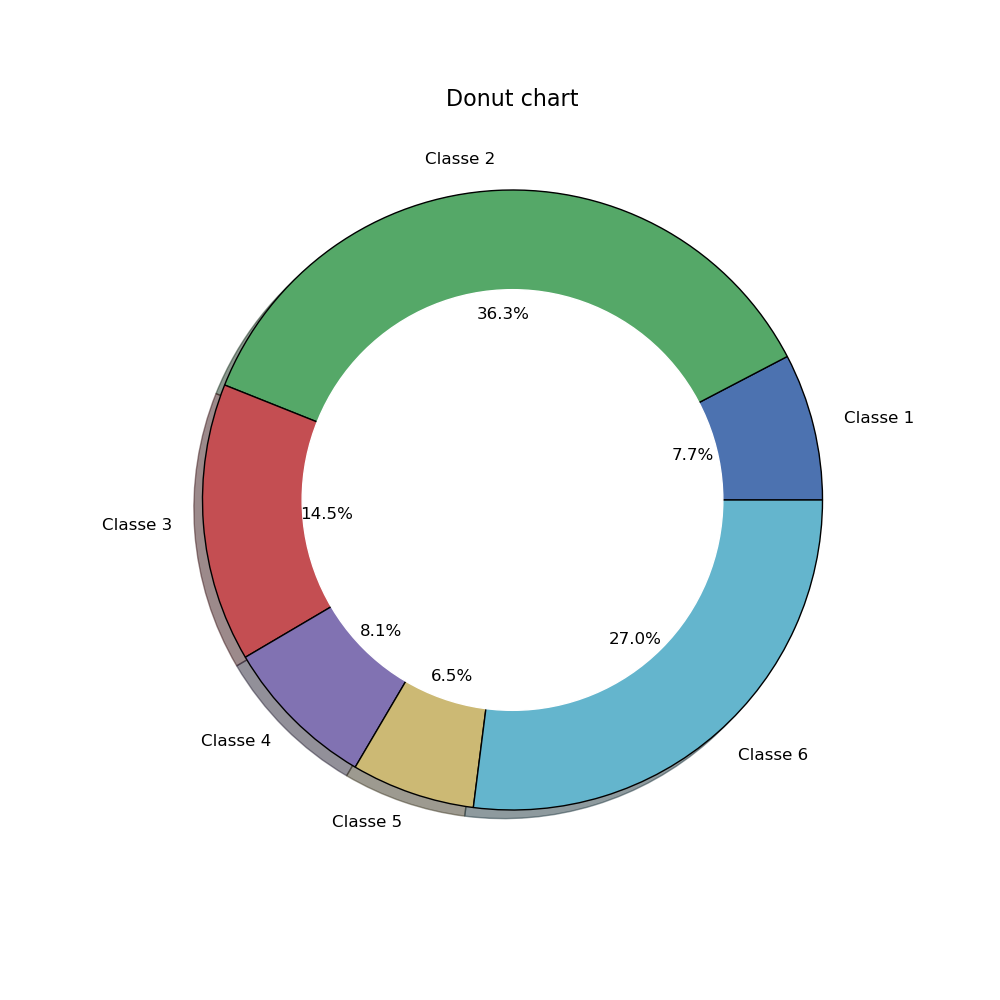 Donut chart
Classe 2
36.3%
Classe 1
7.7%
Classe 3
14.5%
8.1%
27.0%
6.5%
Classe 4
Classe 6
Classe 5